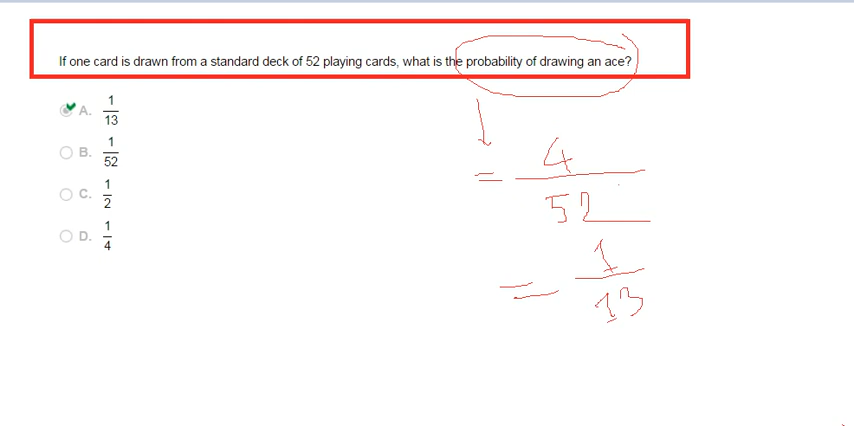 If one card is drawn from a standard deck of 52 playing cards, what is the probability of drawing an ace?
A. 1/13
B. 1/52
C. 1/2
D. 1/4
= 4/52
= 1/13